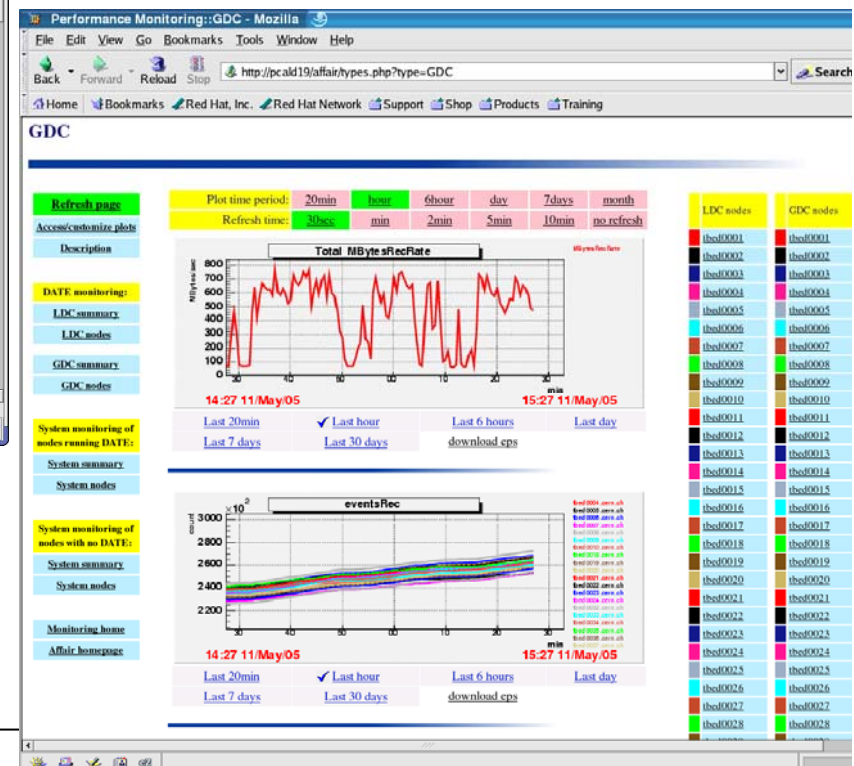 Performance Monitoring::GDC - Mozilla
File Edit View Go Bookmarks Tools Window Help
Back Forward Reload Stop http://pcald19/affair/types.php?type=GDC Search
Home Bookmarks Red Hat, Inc. Red Hat Network Support Shop Products Training
GDC
Refresh page
Access/customize plots
Description
DATE monitoring:
LDC summary
LDC nodes
GDC summary
GDC nodes
System monitoring of
nodes running DATE:
System summary
System nodes
System monitoring of
nodes with no DATE:
System summary
System nodes
Monitoring home
Affair homepage
Plot time period: 20min hour 6hour day 7days month
Refresh time: 30sec min 2min 5min 10min no refresh
Total MBytesRecRate
MBytesRec Rate
MBytes/sec
800
700
600
500
400
300
200
100
0
30 40 50 00 10 20 30
min
14:27 11/May/05 15:27 11/May/05
Last 20min Last hour Last 6 hours Last day
Last 7 days Last 30 days download eps
eventsRec
×10²
count
3000
2800
2600
2400
2200
30 40 50 00 10 20 30
min
14:27 11/May/05 15:27 11/May/05
Last 20min Last hour Last 6 hours Last day
Last 7 days Last 30 days download eps
LDC nodes GDC nodes
tbed0001 tbed0001
tbed0002 tbed0002
tbed0003 tbed0003
tbed0004 tbed0004
tbed0005 tbed0005
tbed0006 tbed0006
tbed0007 tbed0007
tbed0008 tbed0008
tbed0009 tbed0009
tbed0010 tbed0010
tbed0011 tbed0011
tbed0012 tbed0012
tbed0013 tbed0013
tbed0014 tbed0014
tbed0015 tbed0015
tbed0016 tbed0016
tbed0017 tbed0017
tbed0018 tbed0018
tbed0019 tbed0019
tbed0020 tbed0020
tbed0021 tbed0021
tbed0022 tbed0022
tbed0023 tbed0023
tbed0024 tbed0024
tbed0025 tbed0025
tbed0026 tbed0026
tbed0027 tbed0027
tbed0028 tbed0028